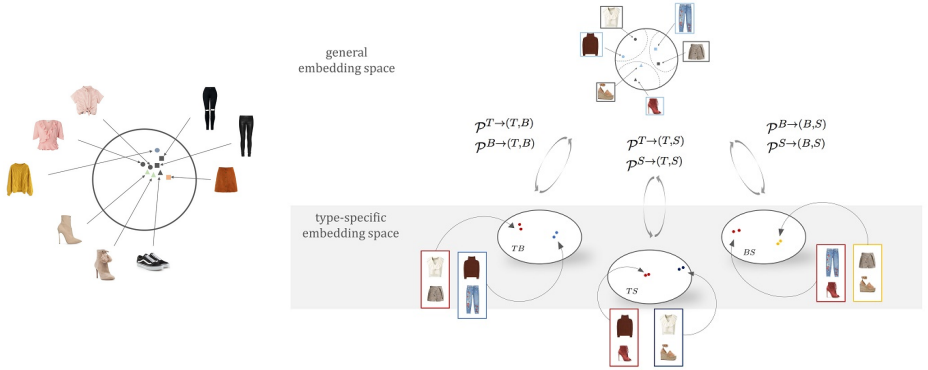 general
embedding space
𝒫^{T→(T,B)}
𝒫^{B→(T,B)}
𝒫^{T→(T,S)}
𝒫^{S→(T,S)}
𝒫^{B→(B,S)}
𝒫^{S→(B,S)}
type-specific
embedding space
TB
TS
BS